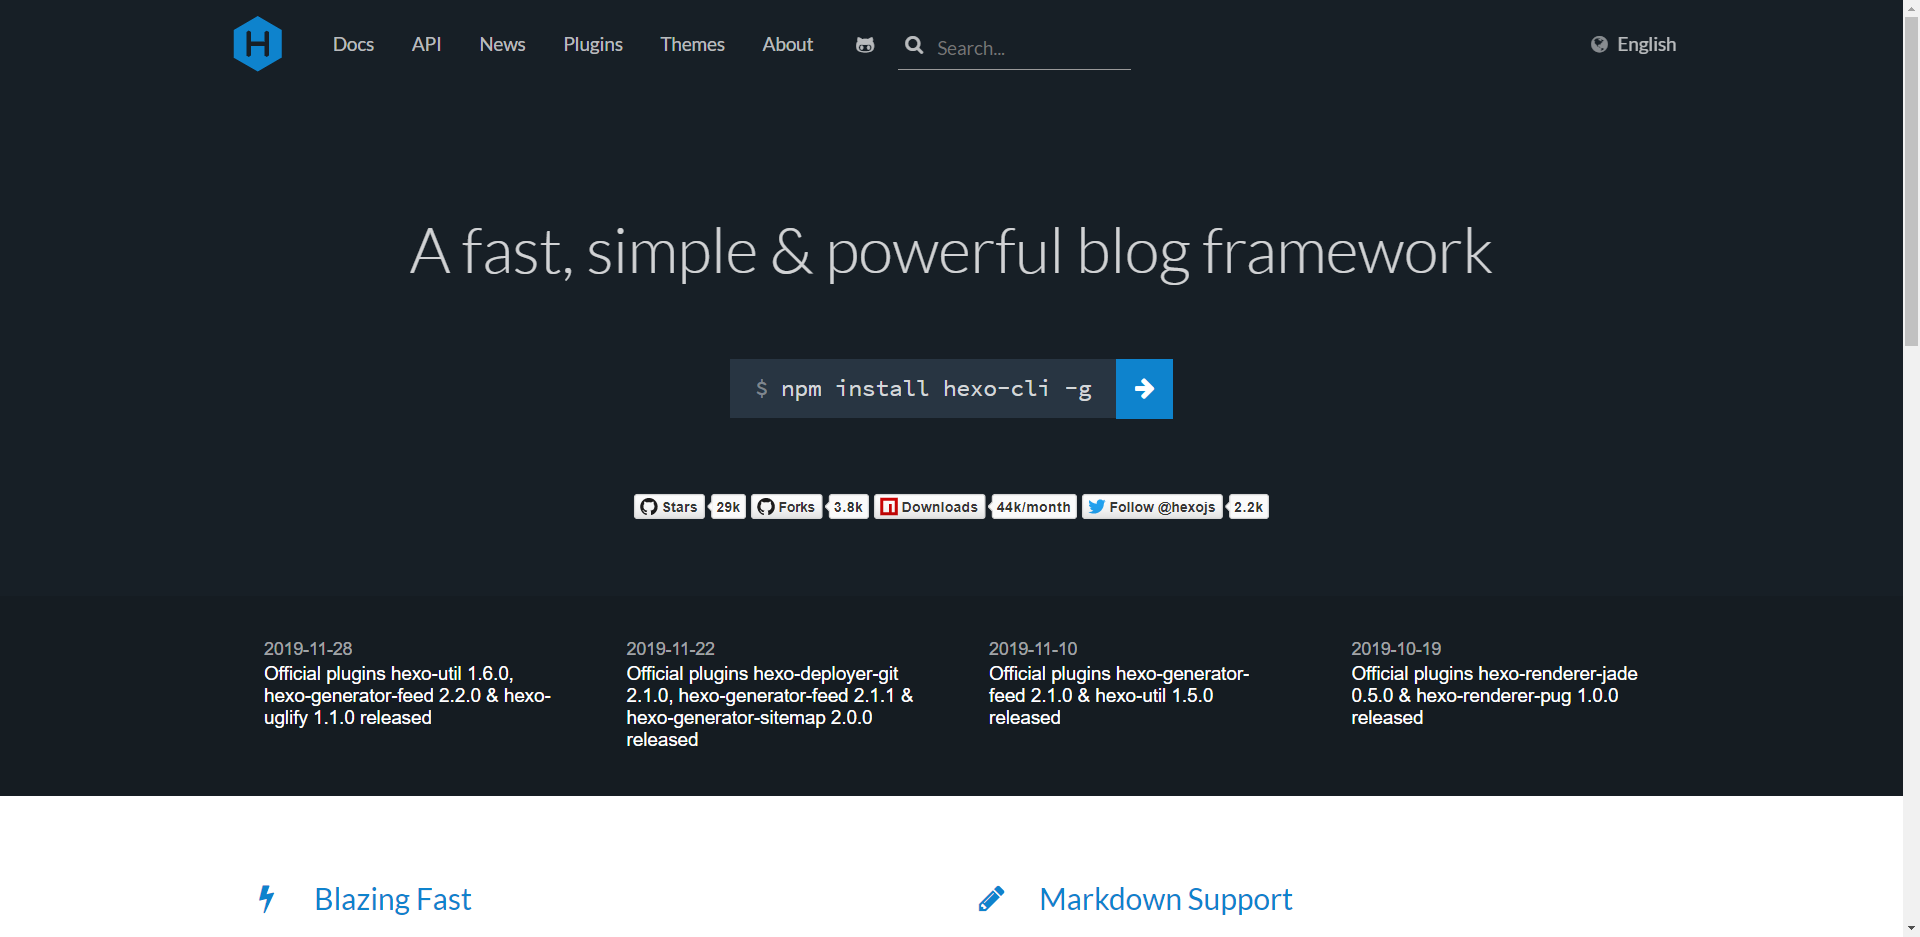 H
Docs API News Plugins Themes About Search... English
A fast, simple & powerful blog framework
$ npm install hexo-cli -g
Stars 29k Forks 3.8k Downloads 44k/month Follow @hexojs 2.2k
2019-11-28
Official plugins hexo-util 1.6.0,
hexo-generator-feed 2.2.0 & hexo-
uglify 1.1.0 released
2019-11-22
Official plugins hexo-deployer-git
2.1.0, hexo-generator-feed 2.1.1 &
hexo-generator-sitemap 2.0.0
released
2019-11-10
Official plugins hexo-generator-
feed 2.1.0 & hexo-util 1.5.0
released
2019-10-19
Official plugins hexo-renderer-jade
0.5.0 & hexo-renderer-pug 1.0.0
released
Blazing Fast
Markdown Support